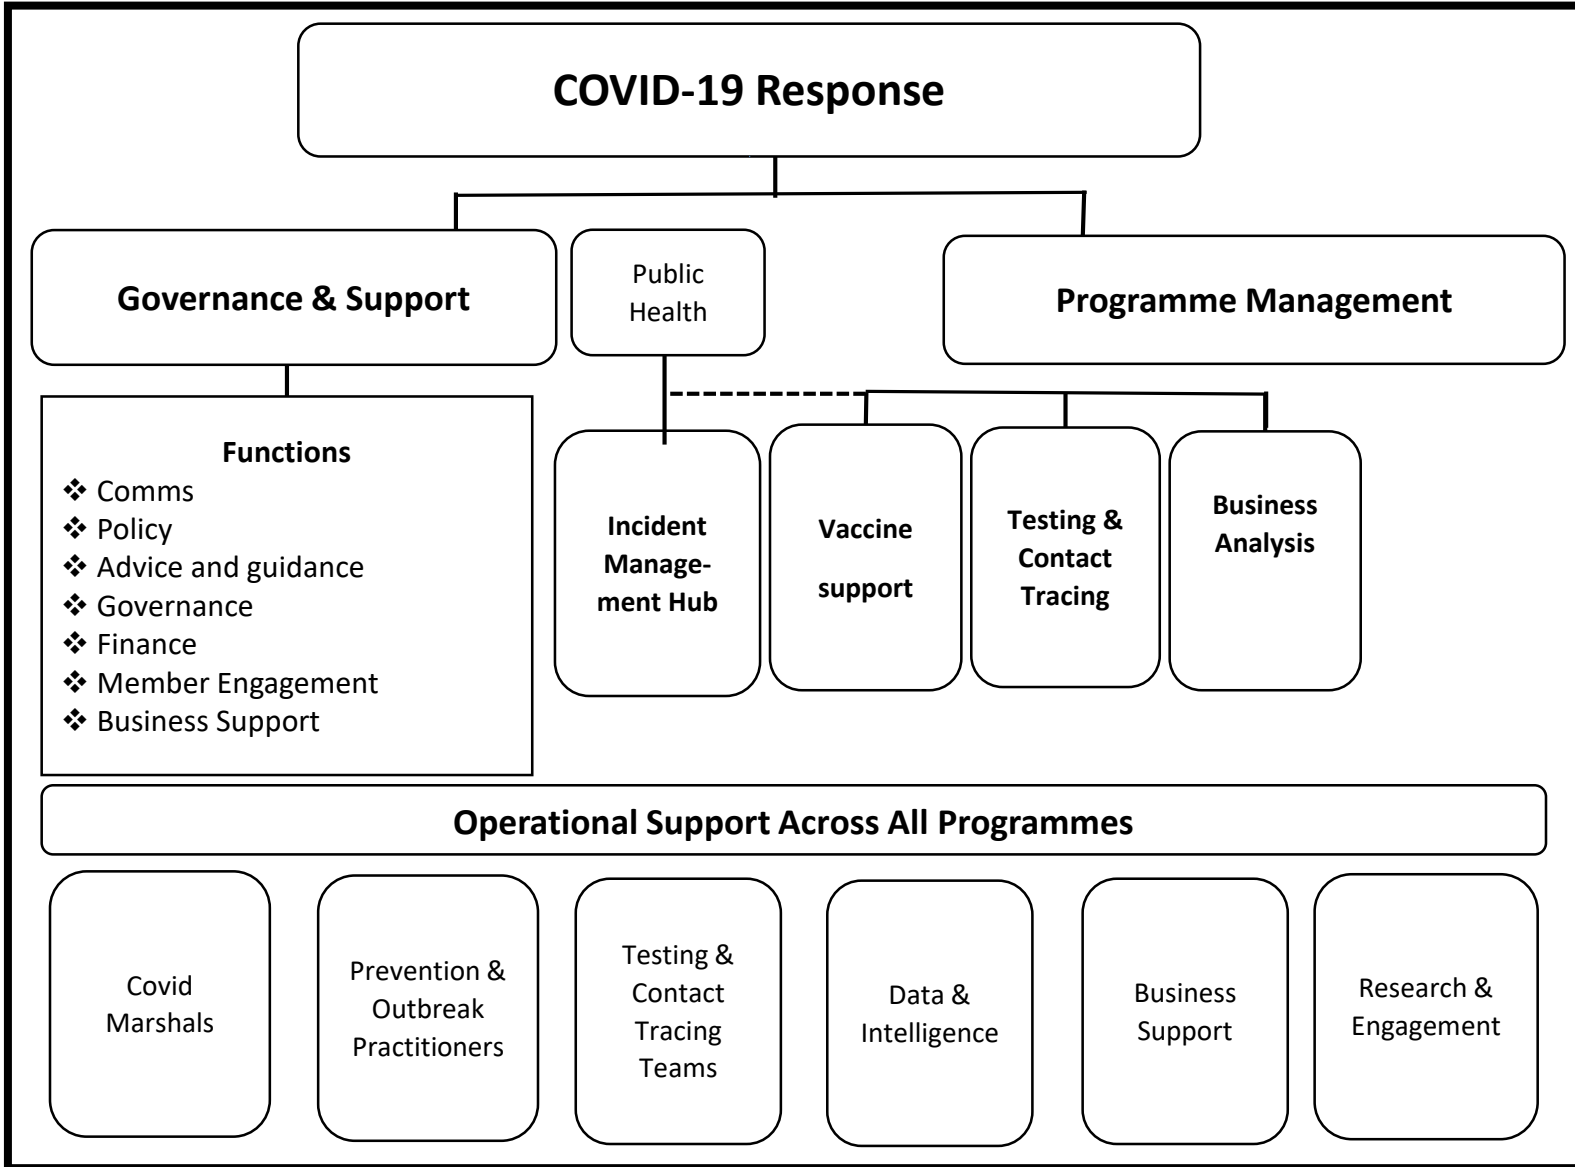 COVID-19 Response
Governance & Support
Public
Health
Programme Management
Functions
❖ Comms
❖ Policy
❖ Advice and guidance
❖ Governance
❖ Finance
❖ Member Engagement
❖ Business Support
Incident
Manage-
ment Hub
Vaccine
support
Testing &
Contact
Tracing
Business
Analysis
Operational Support Across All Programmes
Covid
Marshals
Prevention &
Outbreak
Practitioners
Testing &
Contact
Tracing
Teams
Data &
Intelligence
Business
Support
Research &
Engagement